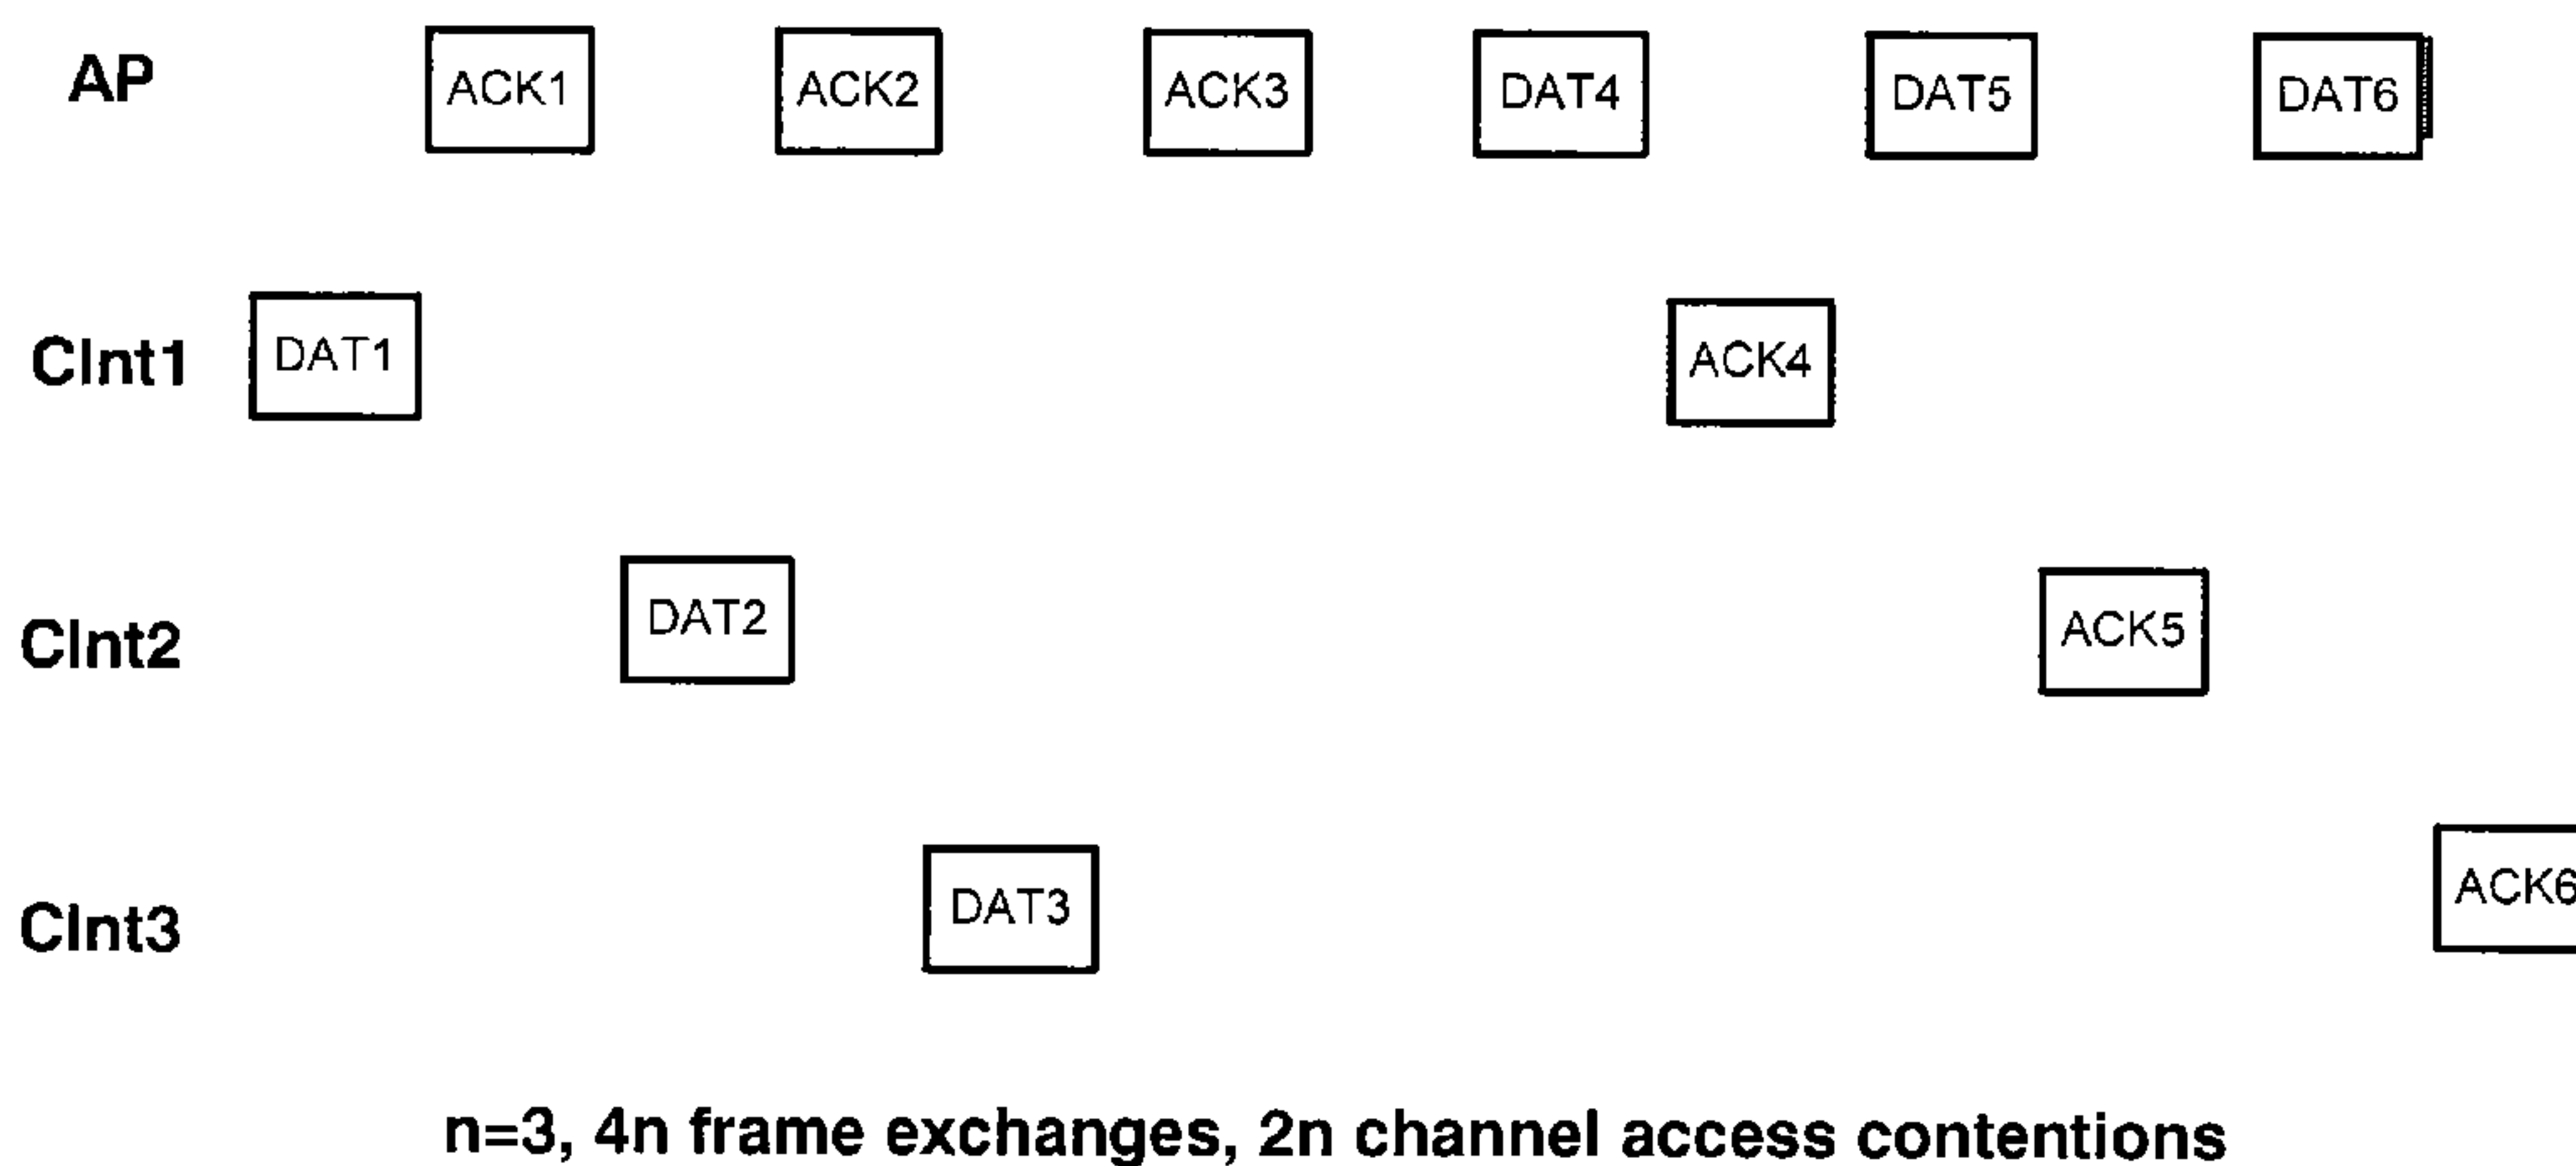 AP ACK1 ACK2 ACK3 DAT4 DAT5 DAT6
Clnt1 DAT1 ACK4
Clnt2 DAT2 ACK5
Clnt3 DAT3 ACK6
n=3, 4n frame exchanges, 2n channel access contentions